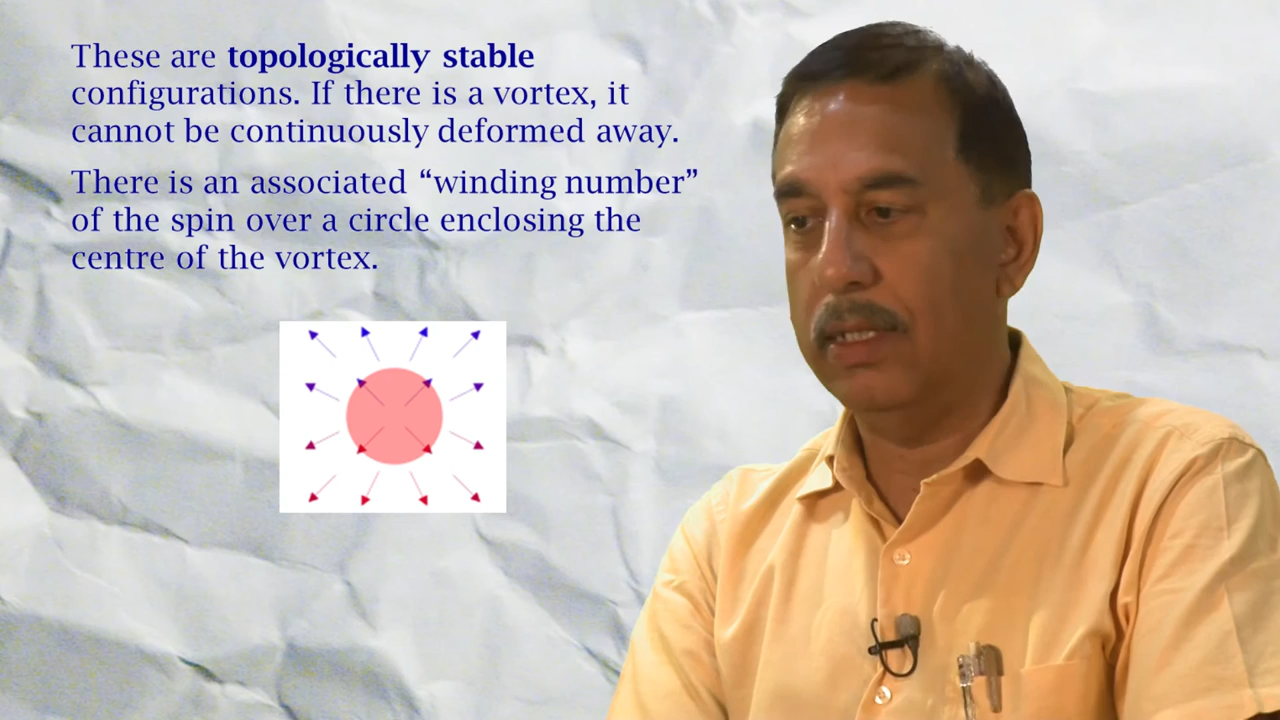 These are topologically stable
configurations. If there is a vortex, it
cannot be continuously deformed away.
There is an associated “winding number”
of the spin over a circle enclosing the
centre of the vortex.